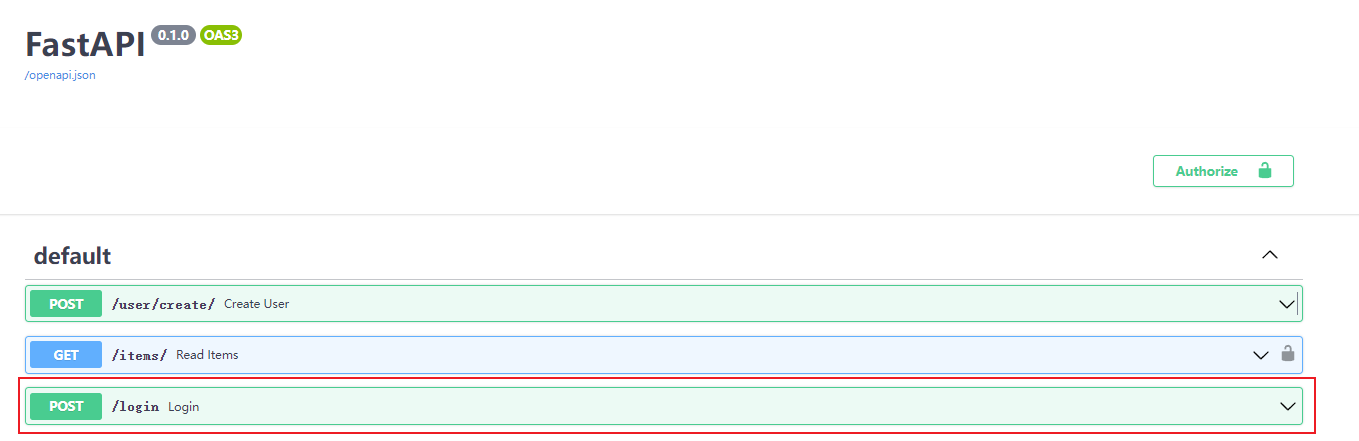 FastAPI 0.1.0 OAS3
/openapi.json
Authorize
default
POST /user/create/ Create User
GET /items/ Read Items
POST /login Login